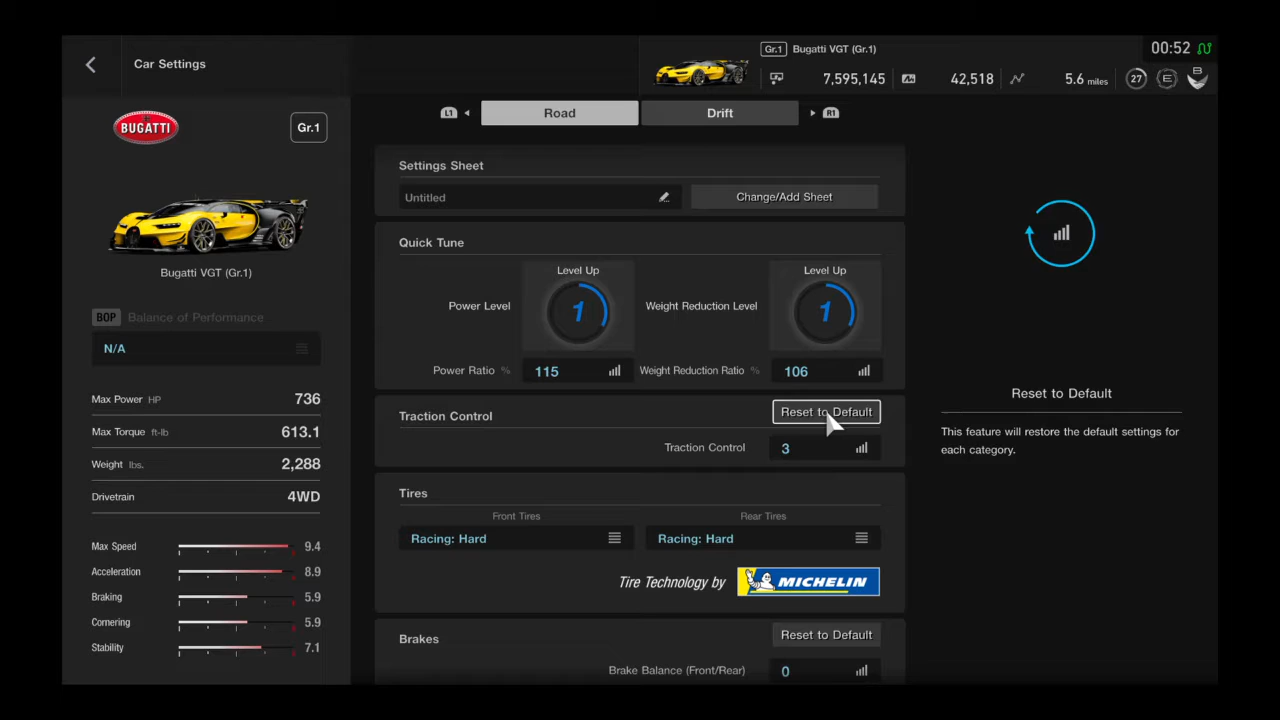 Car Settings
Gr.1 Bugatti VGT (Gr.1)
00:52
7,595,145
42,518
5.6 miles
27
E
B
BUGATTI
Gr.1
Bugatti VGT (Gr.1)
BOP Balance of Performance
N/A
Max Power HP 736
Max Torque ft-lb 613.1
Weight lbs. 2,288
Drivetrain 4WD
Max Speed 9.4
Acceleration 8.9
Braking 5.9
Cornering 5.9
Stability 7.1
L1 Road Drift R1
Settings Sheet
Untitled Change/Add Sheet
Quick Tune
Level Up Level Up
Power Level 1 Weight Reduction Level 1
Power Ratio % 115 Weight Reduction Ratio % 106
Traction Control Reset to Default
Traction Control 3
Tires
Front Tires Rear Tires
Racing: Hard Racing: Hard
Tire Technology by MICHELIN
Brakes Reset to Default
Brake Balance (Front/Rear) 0
Reset to Default
This feature will restore the default settings for
each category.